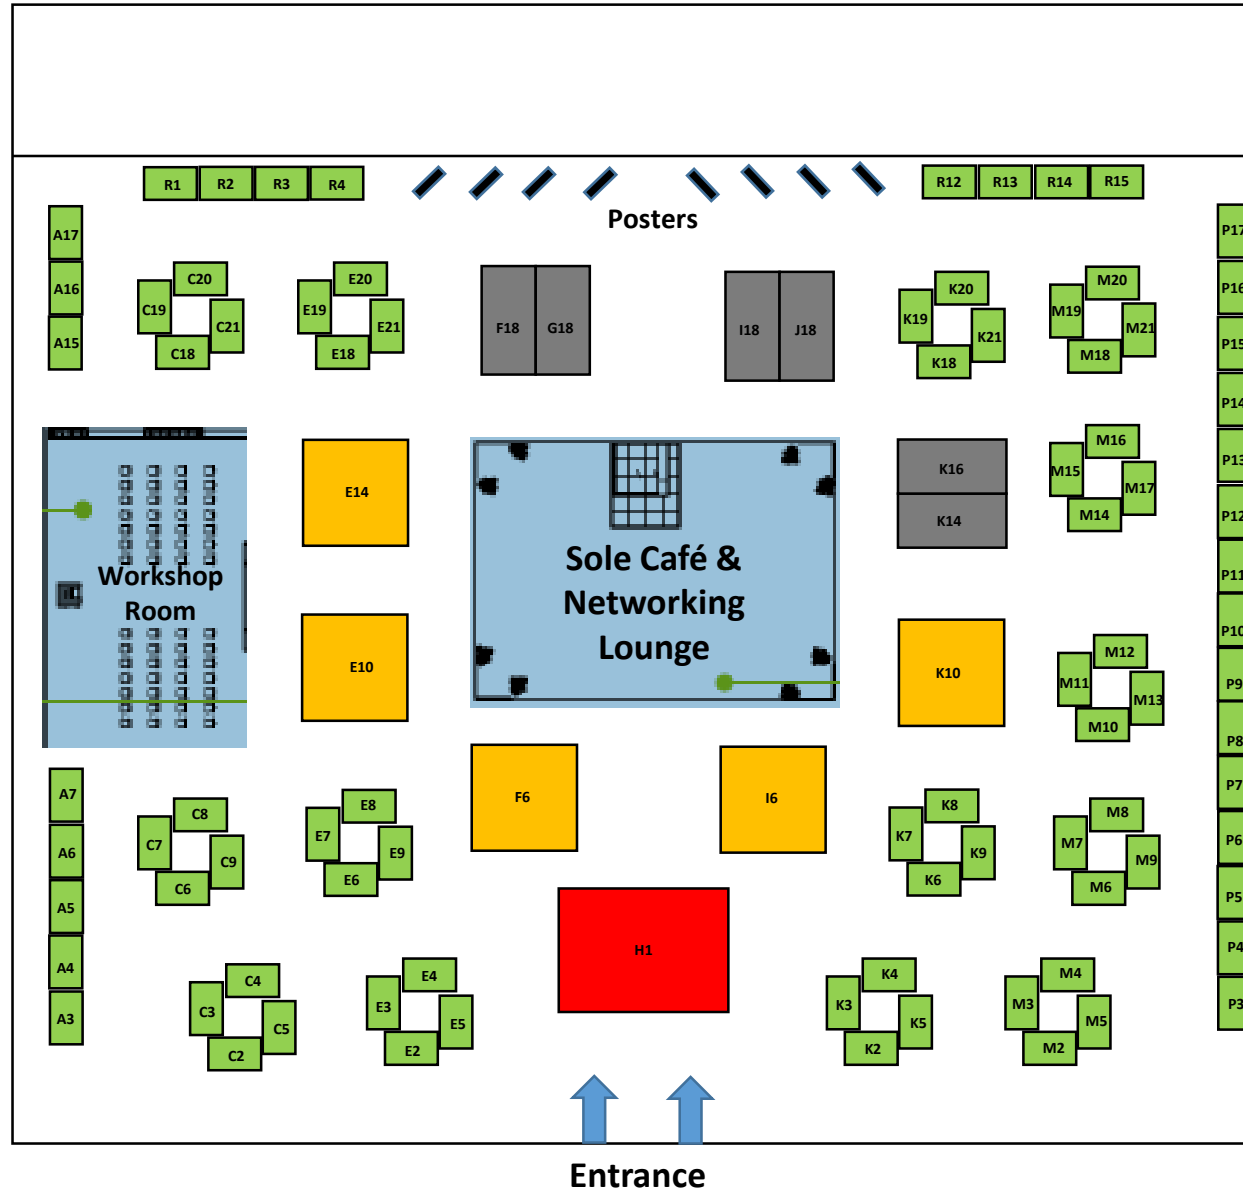 R1 R2 R3 R4 R12 R13 R14 R15
Posters
A17
A16
A15
C20
C19
C21
C18
E20
E19
E21
E18
F18 G18
I18 J18
K20
K19
K21
K18
M20
M19
M21
M18
P17
P16
P15
P14
P13
P12
P11
P10
P9
P8
P7
P6
P5
P4
P3
Workshop
Room
E14
E10
Sole Café &
Networking
Lounge
K16
K14
K10
M16
M15
M17
M14
M12
M11
M13
M10
F6
I6
A7
A6
A5
A4
A3
C8
C7
C9
C6
E8
E7
E9
E6
K8
K7
K9
K6
M8
M7
M9
M6
H1
C4
C3
C5
C2
E4
E3
E5
E2
K4
K3
K5
K2
M4
M3
M5
M2
Entrance